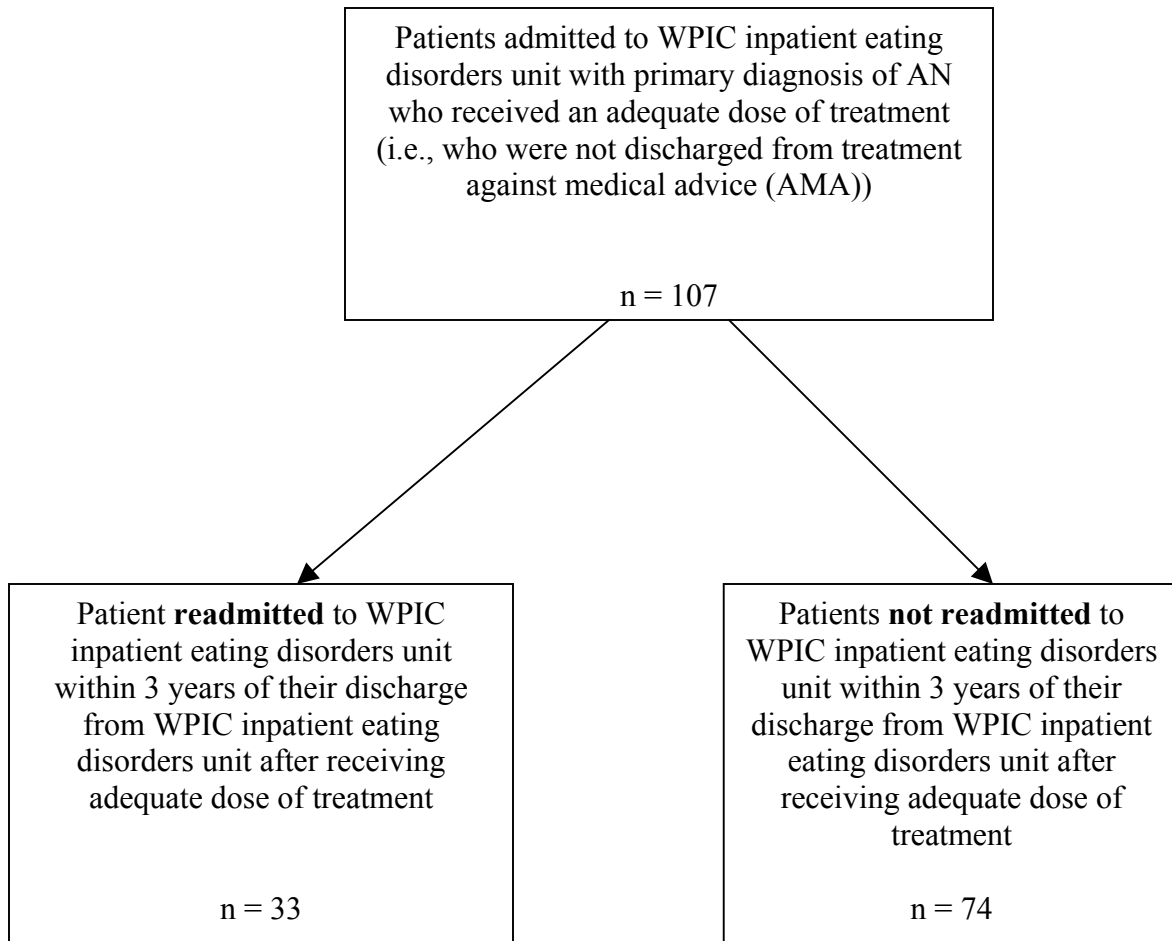 Patients admitted to WPIC inpatient eating
disorders unit with primary diagnosis of AN
who received an adequate dose of treatment
(i.e., who were not discharged from treatment
against medical advice (AMA))
n = 107
Patient readmitted to WPIC
inpatient eating disorders unit
within 3 years of their discharge
from WPIC inpatient eating
disorders unit after receiving
adequate dose of treatment
n = 33
Patients not readmitted to
WPIC inpatient eating disorders
unit within 3 years of their
discharge from WPIC inpatient
eating disorders unit after
receiving adequate dose of
treatment
n = 74